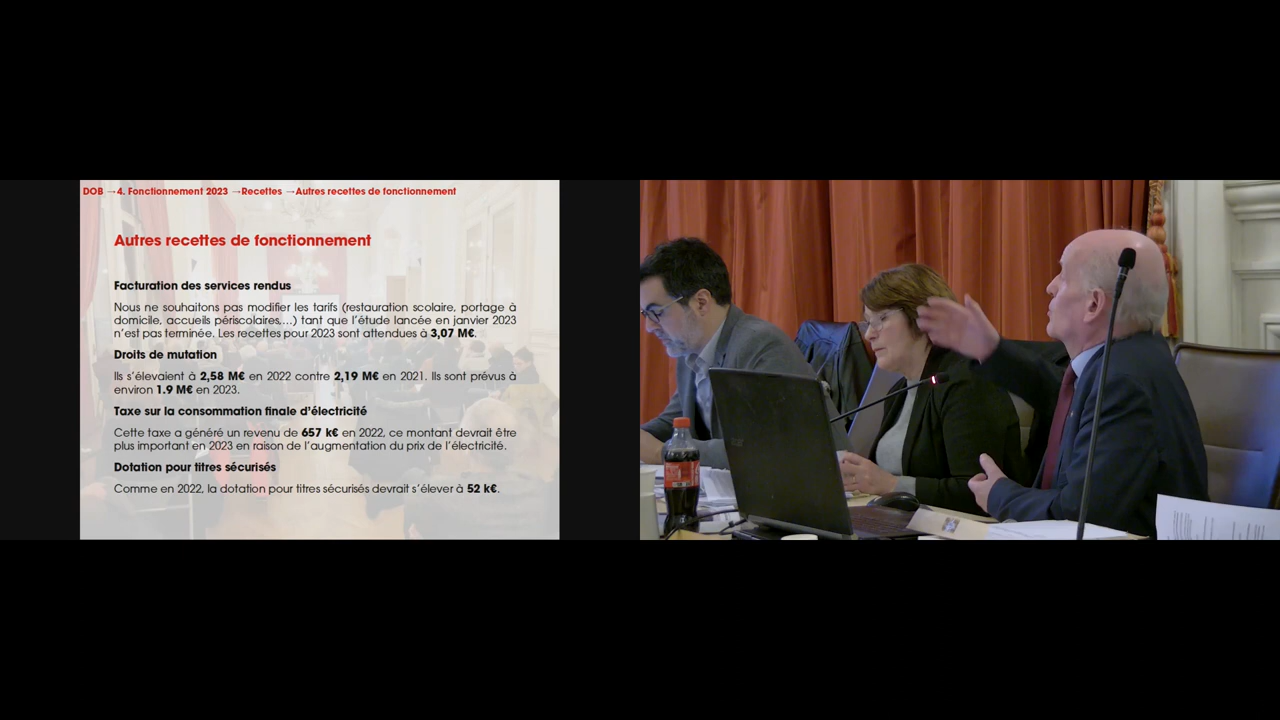 DOB →4. Fonctionnement 2023 →Recettes →Autres recettes de fonctionnement
Autres recettes de fonctionnement
Facturation des services rendus
Nous ne souhaitons pas modifier les tarifs (restauration scolaire, portage à
domicile, accueils périscolaires,...) tant que l'étude lancée en janvier 2023
n'est pas terminée. Les recettes pour 2023 sont attendues à 3,07 M€.
Droits de mutation
Ils s'élevaient à 2,58 M€ en 2022 contre 2,19 M€ en 2021. Ils sont prévus à
environ 1.9 M€ en 2023.
Taxe sur la consommation finale d'électricité
Cette taxe a généré un revenu de 657 k€ en 2022, ce montant devrait être
plus important en 2023 en raison de l'augmentation du prix de l'électricité.
Dotation pour titres sécurisés
Comme en 2022, la dotation pour titres sécurisés devrait s'élever à 52 k€.